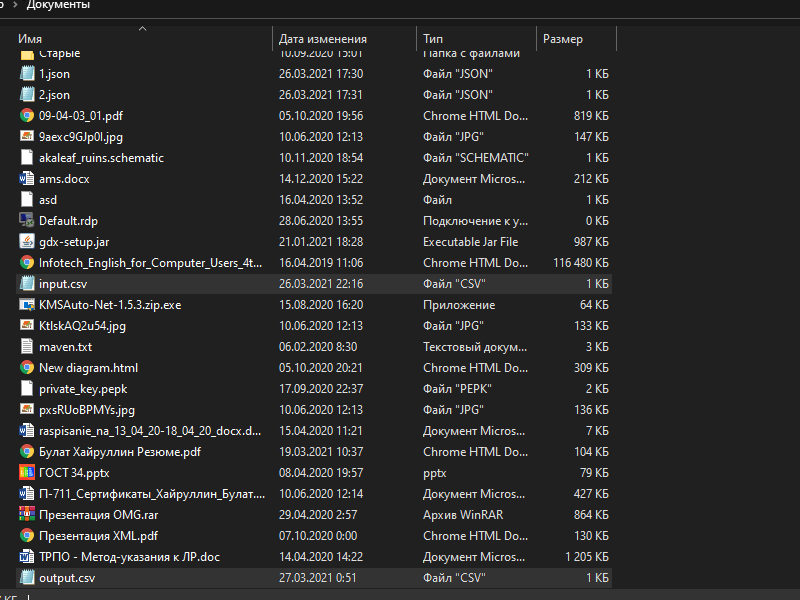 › Документы
Имя Дата изменения Тип Размер
Старые 10.09.2020 15:01 Папка с файлами
1.json 26.03.2021 17:30 Файл "JSON" 1 КБ
2.json 26.03.2021 17:31 Файл "JSON" 1 КБ
09-04-03_01.pdf 05.10.2020 19:56 Chrome HTML Do... 819 КБ
9aexc9GJp0I.jpg 10.06.2020 12:13 Файл "JPG" 147 КБ
akaleaf_ruins.schematic 10.11.2020 18:54 Файл "SCHEMATIC" 1 КБ
ams.docx 14.12.2020 15:22 Документ Micros... 212 КБ
asd 16.04.2020 13:52 Файл 1 КБ
Default.rdp 28.06.2020 13:55 Подключение к у... 0 КБ
gdx-setup.jar 21.01.2021 18:28 Executable Jar File 987 КБ
Infotech_English_for_Computer_Users_4t... 16.04.2019 11:06 Chrome HTML Do... 116 480 КБ
input.csv 26.03.2021 22:16 Файл "CSV" 1 КБ
KMSAuto-Net-1.5.3.zip.exe 15.08.2020 16:20 Приложение 64 КБ
KtlskAQ2u54.jpg 10.06.2020 12:13 Файл "JPG" 133 КБ
maven.txt 06.02.2020 8:30 Текстовый докум... 3 КБ
New diagram.html 05.10.2020 20:21 Chrome HTML Do... 309 КБ
private_key.pepk 17.09.2020 22:37 Файл "PEPK" 2 КБ
pxsRUoBPMYs.jpg 10.06.2020 12:13 Файл "JPG" 136 КБ
raspisanie_na_13_04_20-18_04_20_docx.d... 15.04.2020 11:21 Документ Micros... 7 КБ
Булат Хайруллин Резюме.pdf 19.03.2021 10:37 Chrome HTML Do... 104 КБ
ГОСТ 34.pptx 08.04.2020 19:57 pptx 79 КБ
П-711_Сертификаты_Хайруллин_Булат.... 10.06.2020 12:14 Документ Micros... 427 КБ
Презентация OMG.rar 29.04.2020 2:57 Архив WinRAR 864 КБ
Презентация XML.pdf 07.10.2020 0:00 Chrome HTML Do... 130 КБ
ТРПО - Метод-указания к ЛР.doc 14.04.2020 14:22 Документ Micros... 1 205 КБ
output.csv 27.03.2021 0:51 Файл "CSV" 1 КБ